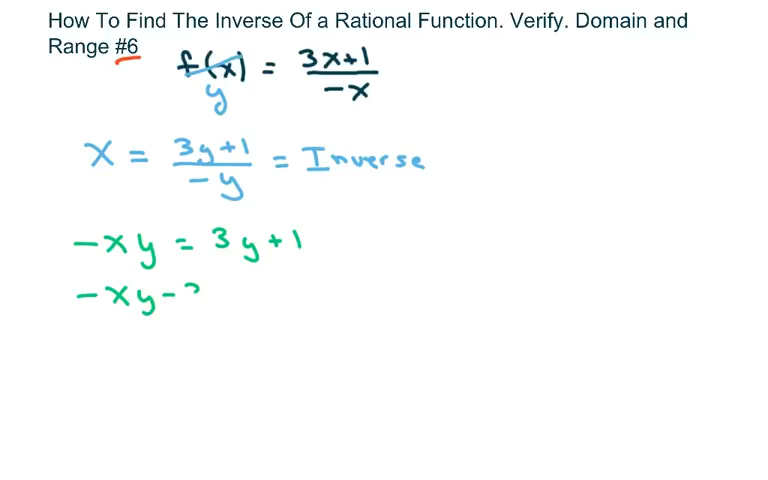 How To Find The Inverse Of a Rational Function. Verify. Domain and
Range #6
f(x) = 3x+1 / -x
y
x = 3y+1 / -y = Inverse
-xy = 3y+1
-xy-